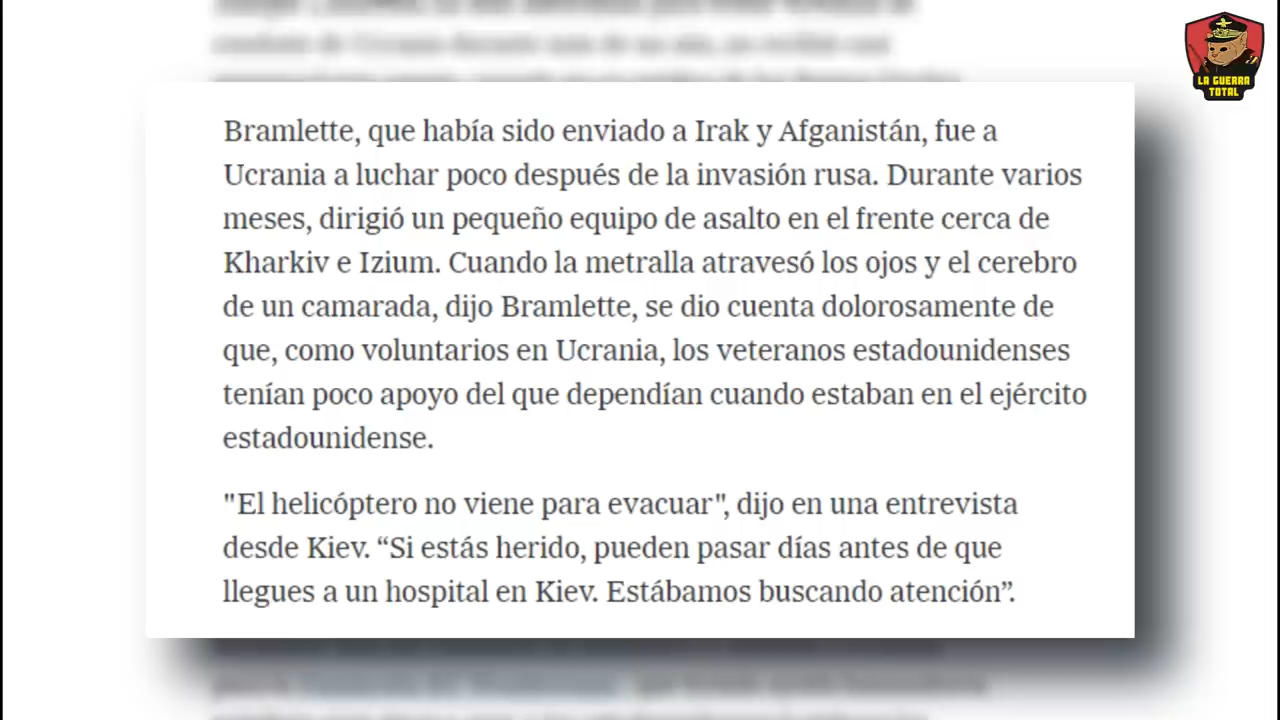 LA GUERRA
TOTAL
Bramlette, que había sido enviado a Irak y Afganistán, fue a
Ucrania a luchar poco después de la invasión rusa. Durante varios
meses, dirigió un pequeño equipo de asalto en el frente cerca de
Kharkiv e Izium. Cuando la metralla atravesó los ojos y el cerebro
de un camarada, dijo Bramlette, se dio cuenta dolorosamente de
que, como voluntarios en Ucrania, los veteranos estadounidenses
tenían poco apoyo del que dependían cuando estaban en el ejército
estadounidense.
"El helicóptero no viene para evacuar", dijo en una entrevista
desde Kiev. “Si estás herido, pueden pasar días antes de que
llegues a un hospital en Kiev. Estábamos buscando atención”.